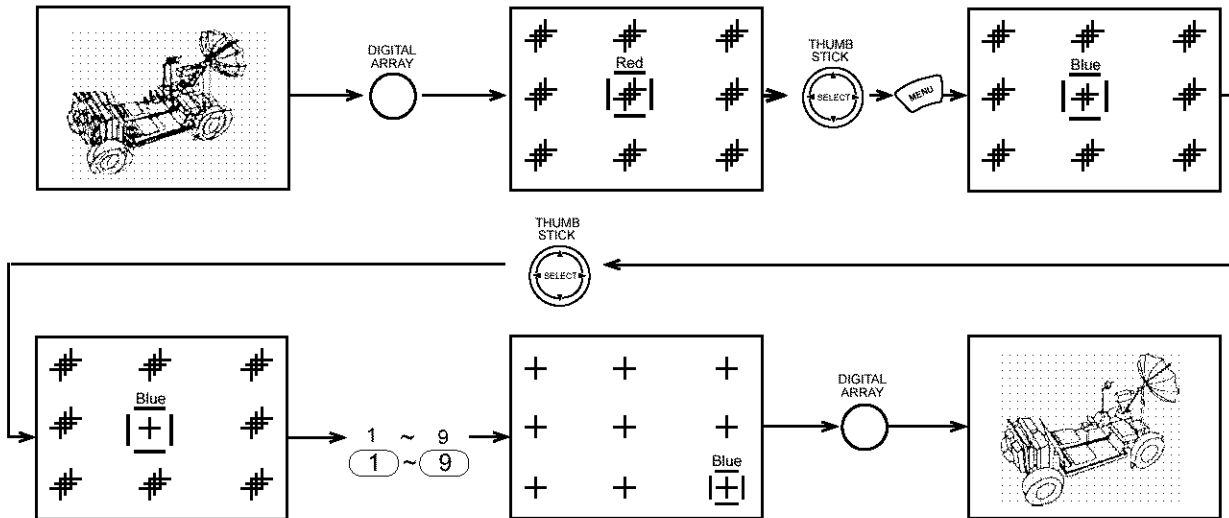 DIGITAL
ARRAY
Red
THUMB
STICK
SELECT
MENU
Blue
THUMB
STICK
SELECT
Blue
1 ~ 9
1 ~ 9
Blue
DIGITAL
ARRAY